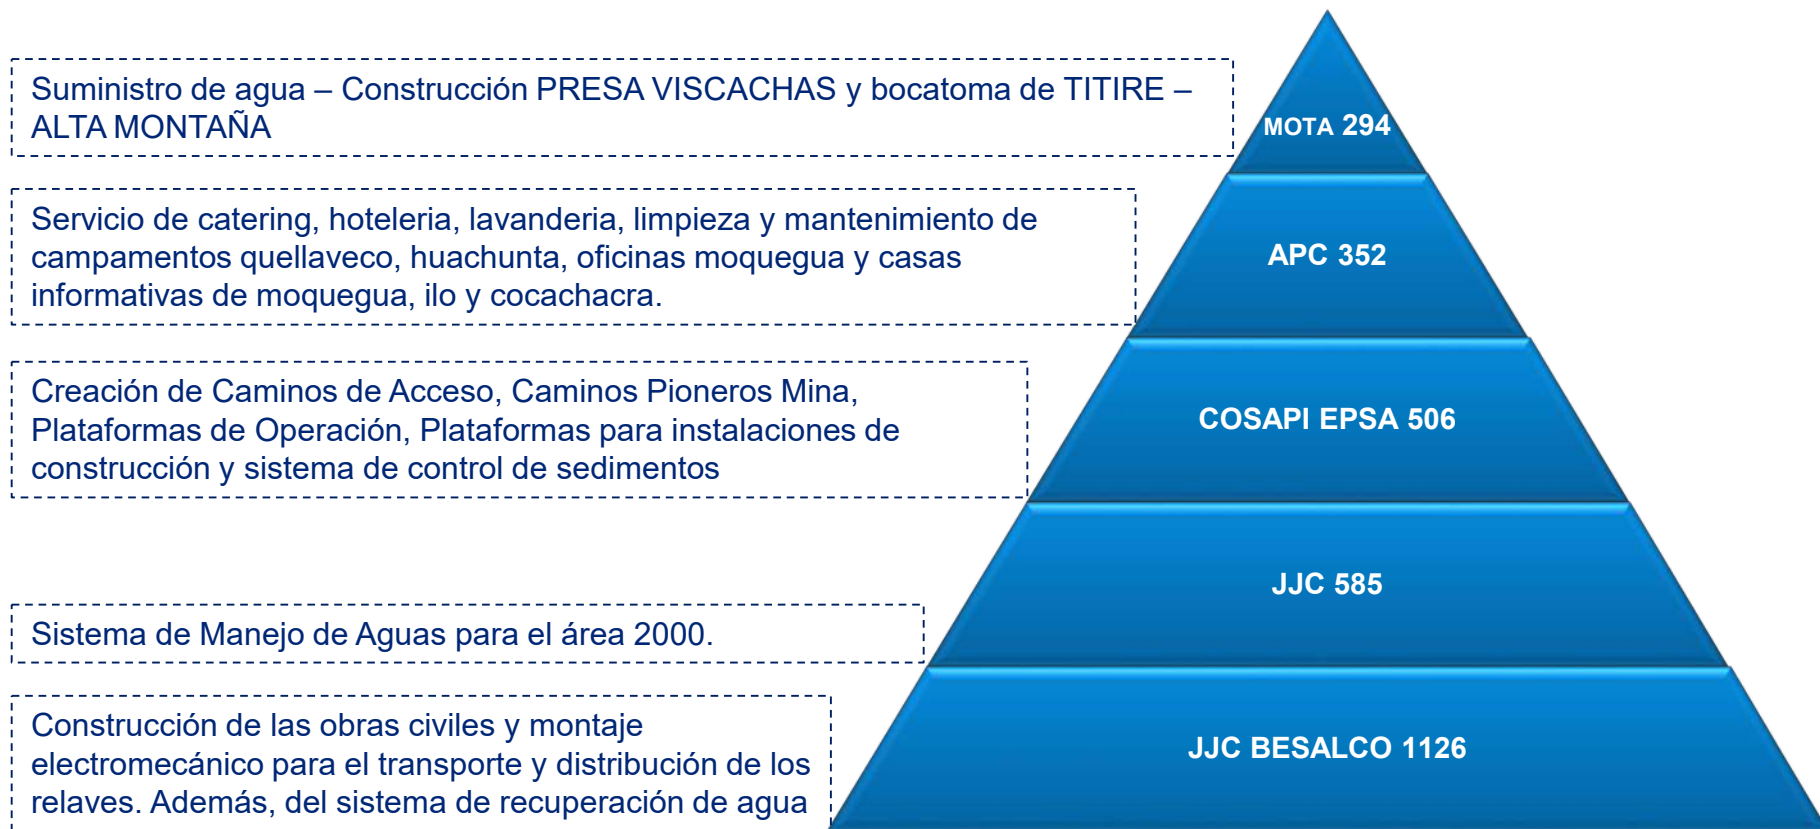 Suministro de agua – Construcción PRESA VISCACHAS y bocatoma de TITIRE –
ALTA MONTAÑA
MOTA 294
Servicio de catering, hoteleria, lavanderia, limpieza y mantenimiento de
campamentos quellaveco, huachunta, oficinas moquegua y casas
informativas de moquegua, ilo y cocachacra.
APC 352
Creación de Caminos de Acceso, Caminos Pioneros Mina,
Plataformas de Operación, Plataformas para instalaciones de
construcción y sistema de control de sedimentos
COSAPI EPSA 506
Sistema de Manejo de Aguas para el área 2000.
JJC 585
Construcción de las obras civiles y montaje
electromecánico para el transporte y distribución de los
relaves. Además, del sistema de recuperación de agua
JJC BESALCO 1126